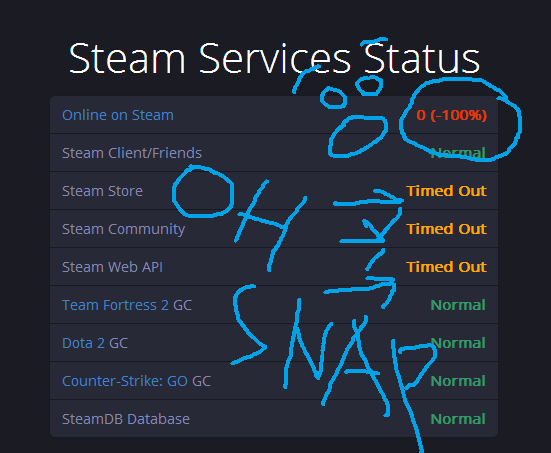 Steam Services Status
Online on Steam 0 (-100%)
Steam Client/Friends Normal
Steam Store Timed Out
Steam Community Timed Out
Steam Web API Timed Out
Team Fortress 2 GC Normal
Dota 2 GC Normal
Counter-Strike: GO GC Normal
SteamDB Database Normal
OH
SNAP